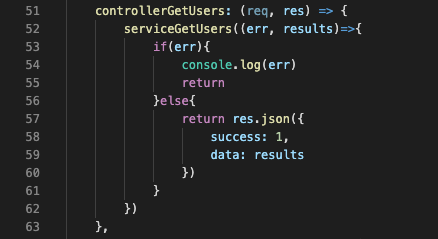 51 controllerGetUsers: (req, res) => {
52 serviceGetUsers((err, results)=>{
53 if(err){
54 console.log(err)
55 return
56 }else{
57 return res.json({
58 success: 1,
59 data: results
60 })
61 }
62 })
63 },